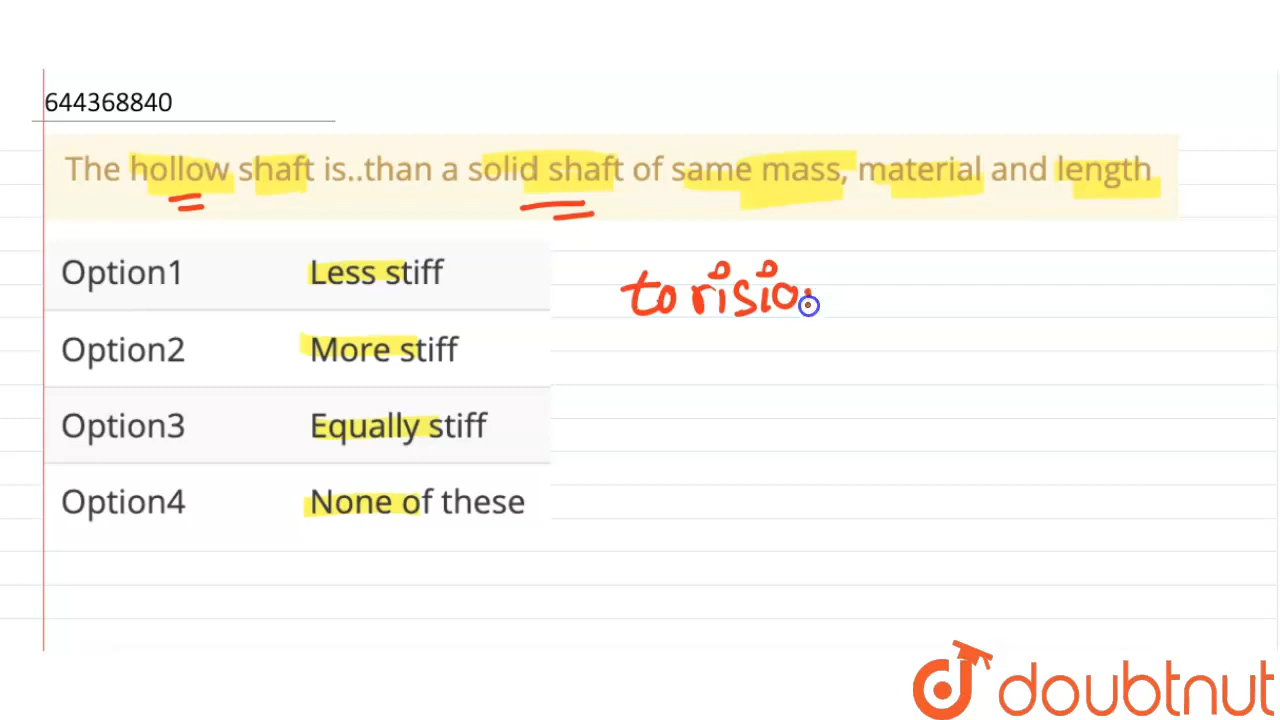 644368840
The hollow shaft is..than a solid shaft of same mass, material and length
Option1 Less stiff
torisio
Option2 More stiff
Option3 Equally stiff
Option4 None of these
doubtnut